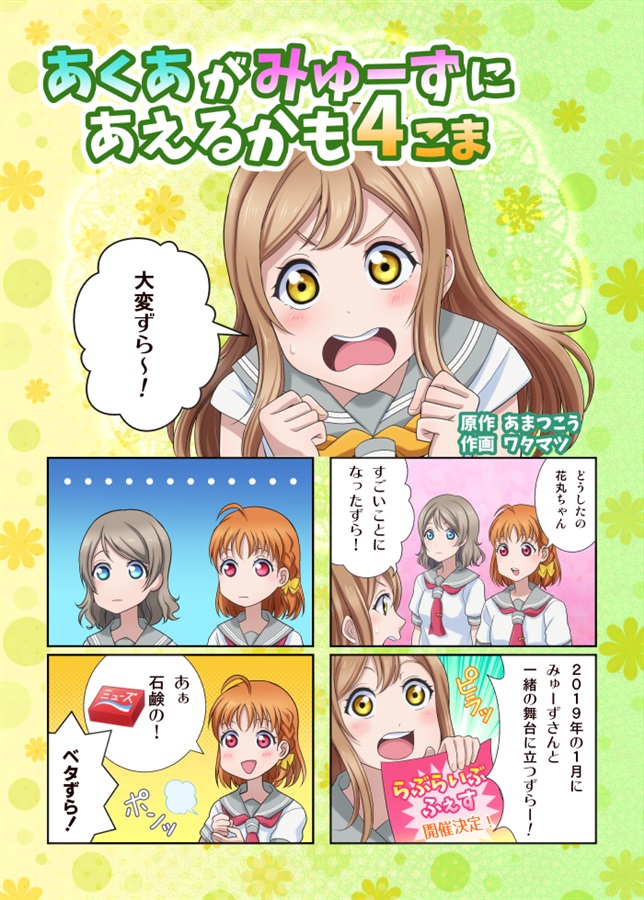 あくあがみゅーずに
あえるかも4こま
大変ずら〜!
原作 あまつこう
作画 ワタマツ
どうしたの
花丸ちゃん
すごいことに
なったずら!
2019年の1月に
みゅーずさんと
一緒の舞台に立つずらー!
ピラッ
らぶらいぶ
ふぇす
開催決定!
・・・・・・・・・・・・・
あぁ
石鹸の!
ミューズ
ポンッ
ベタずら!